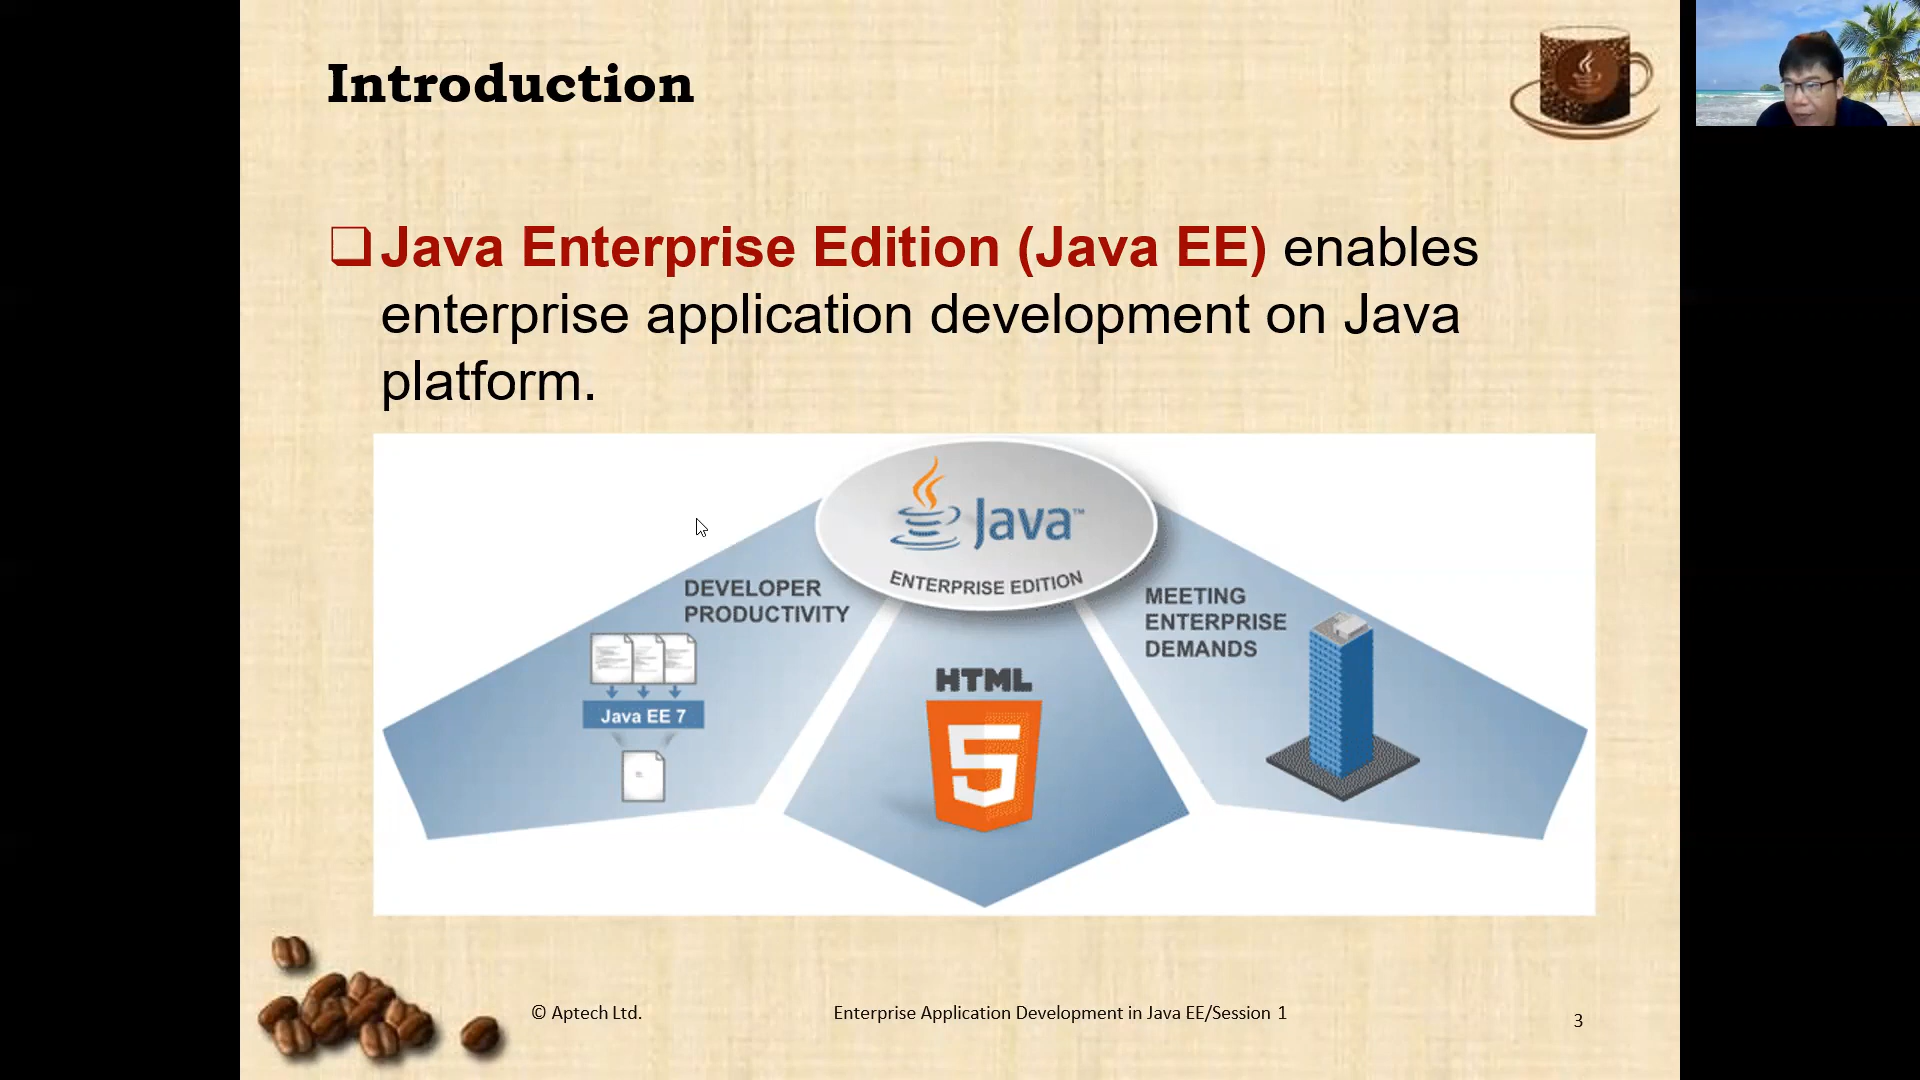 Introduction
Java Enterprise Edition (Java EE) enables
enterprise application development on Java
platform.
Java™
ENTERPRISE EDITION
DEVELOPER
PRODUCTIVITY
Java EE 7
HTML
5
MEETING
ENTERPRISE
DEMANDS
© Aptech Ltd.
Enterprise Application Development in Java EE/Session 1
3